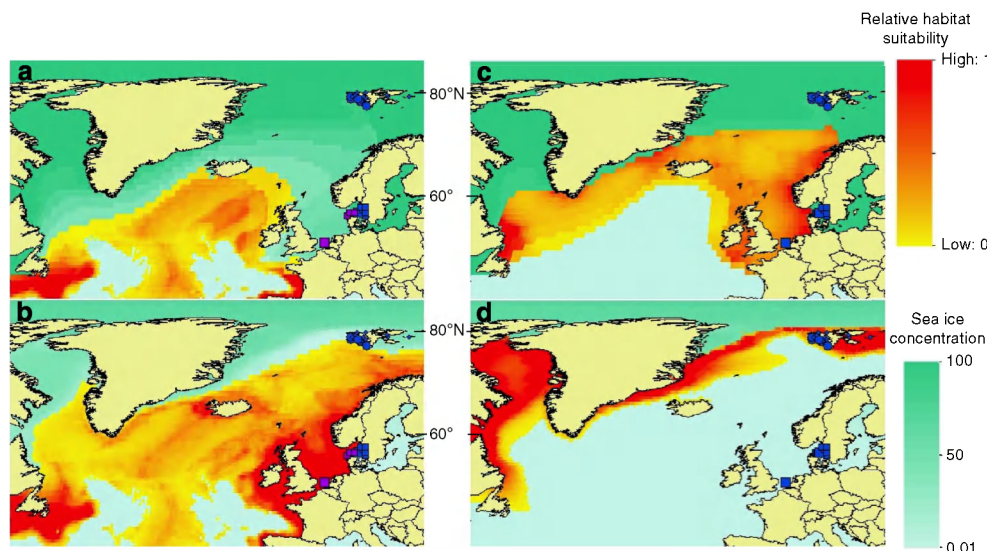 Relative habitat
suitability
a
c
High: 1
80°N
60°
Low: 0
b
d
Sea ice
concentration
80°N
100
60°
50
0.01